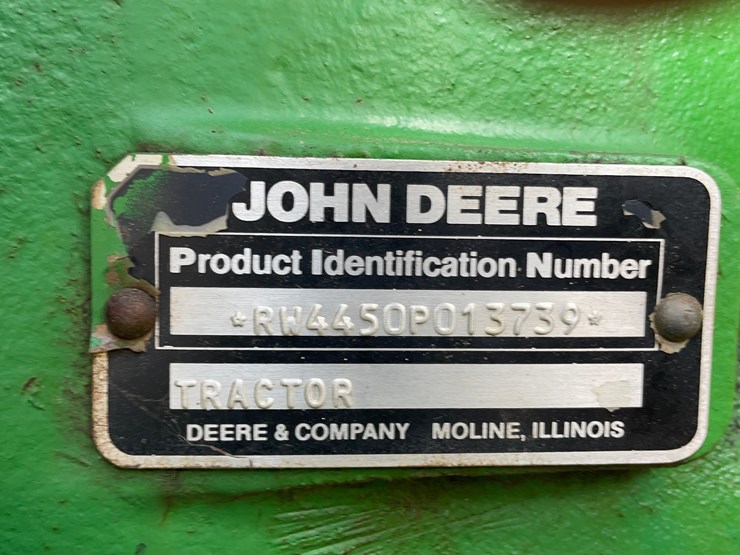 JOHN DEERE
Product Identification Number
*RW4450P013739*
TRACTOR
DEERE & COMPANY MOLINE, ILLINOIS